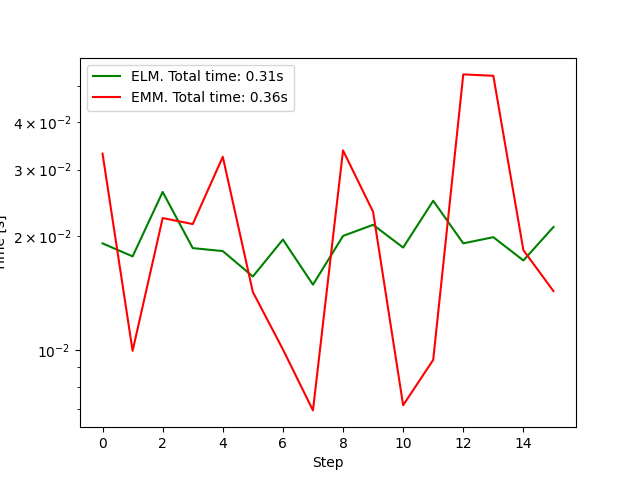 ELM. Total time: 0.31s
EMM. Total time: 0.36s
4 × 10⁻²
3 × 10⁻²
2 × 10⁻²
10⁻²
0 2 4 6 8 10 12 14
Step